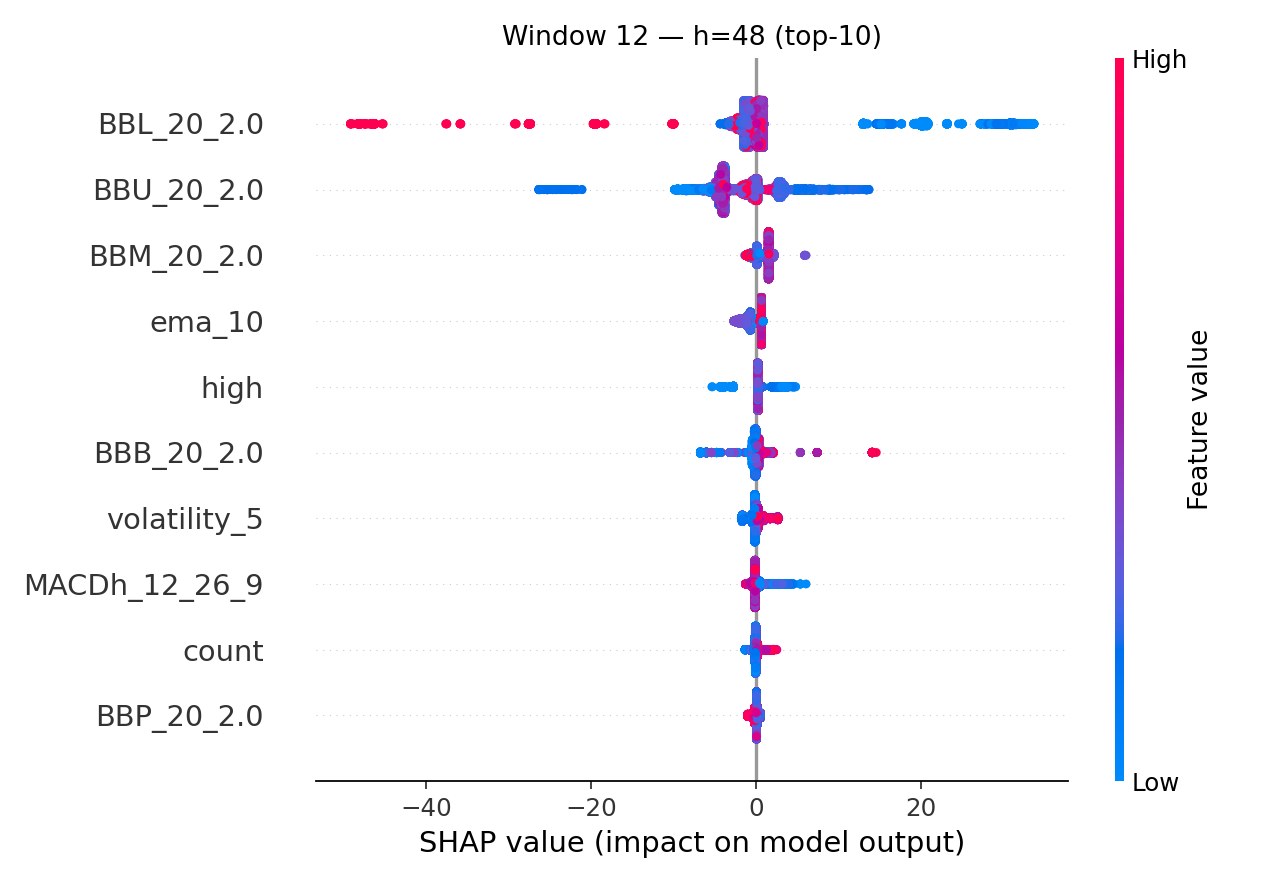 Window 12 — h=48 (top-10)
High
BBL_20_2.0
BBU_20_2.0
BBM_20_2.0
ema_10
high
BBB_20_2.0
volatility_5
MACDh_12_26_9
count
BBP_20_2.0
Feature value
Low
−40
−20
0
20
SHAP value (impact on model output)